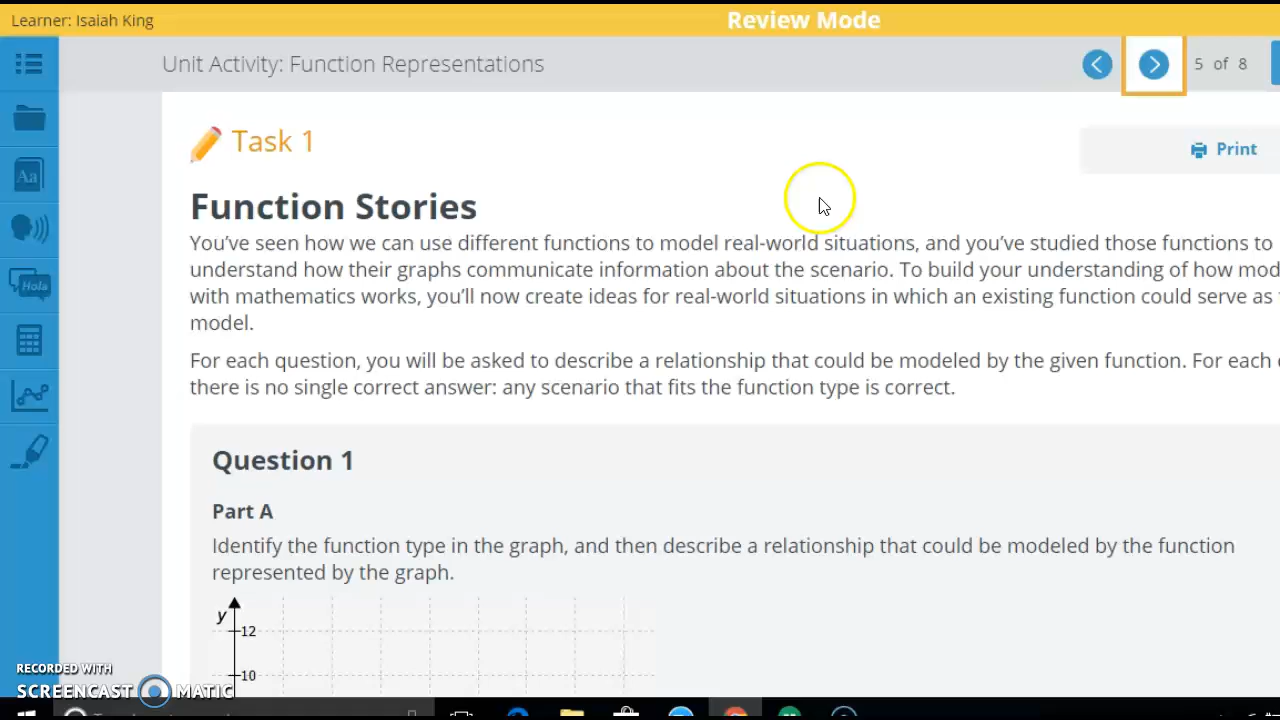 Learner: Isaiah King
Review Mode
Unit Activity: Function Representations
5 of 8
Task 1
Print
Aa
Function Stories
You've seen how we can use different functions to model real-world situations, and you've studied those functions to
understand how their graphs communicate information about the scenario. To build your understanding of how mod
Hola
with mathematics works, you'll now create ideas for real-world situations in which an existing function could serve as
model.
For each question, you will be asked to describe a relationship that could be modeled by the given function. For each
there is no single correct answer: any scenario that fits the function type is correct.
Question 1
Part A
Identify the function type in the graph, and then describe a relationship that could be modeled by the function
represented by the graph.
y
12
10
RECORDED WITH
SCREENCAST MATIC